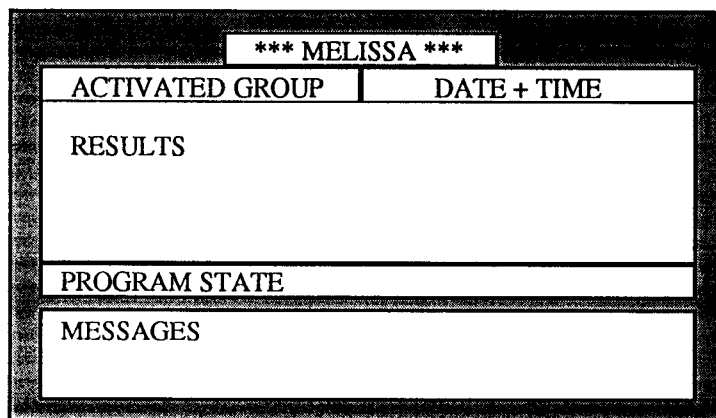 *** MELISSA ***
ACTIVATED GROUP DATE + TIME
RESULTS
PROGRAM STATE
MESSAGES